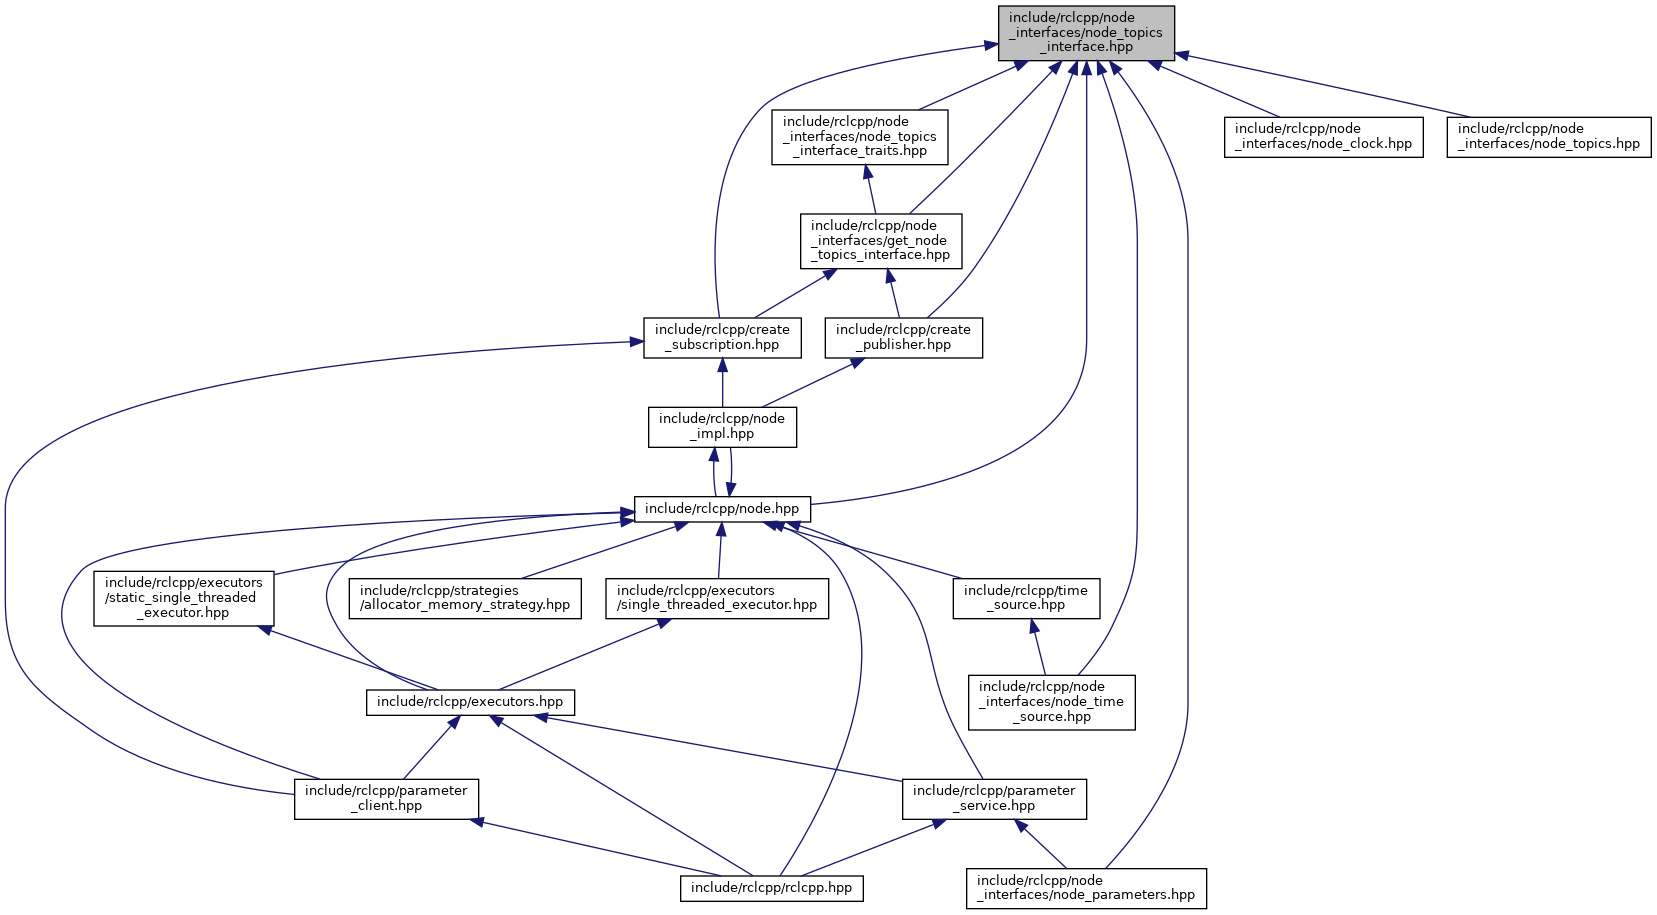 include/rclcpp/node
_interfaces/node_topics
_interface.hpp
include/rclcpp/node
_interfaces/node_topics
_interface_traits.hpp
include/rclcpp/node
_interfaces/node_clock.hpp
include/rclcpp/node
_interfaces/node_topics.hpp
include/rclcpp/node
_interfaces/get_node
_topics_interface.hpp
include/rclcpp/create
_subscription.hpp
include/rclcpp/create
_publisher.hpp
include/rclcpp/node
_impl.hpp
include/rclcpp/node.hpp
include/rclcpp/executors
/static_single_threaded
_executor.hpp
include/rclcpp/strategies
/allocator_memory_strategy.hpp
include/rclcpp/executors
/single_threaded_executor.hpp
include/rclcpp/time
_source.hpp
include/rclcpp/executors.hpp
include/rclcpp/node
_interfaces/node_time
_source.hpp
include/rclcpp/parameter
_client.hpp
include/rclcpp/parameter
_service.hpp
include/rclcpp/rclcpp.hpp
include/rclcpp/node
_interfaces/node_parameters.hpp